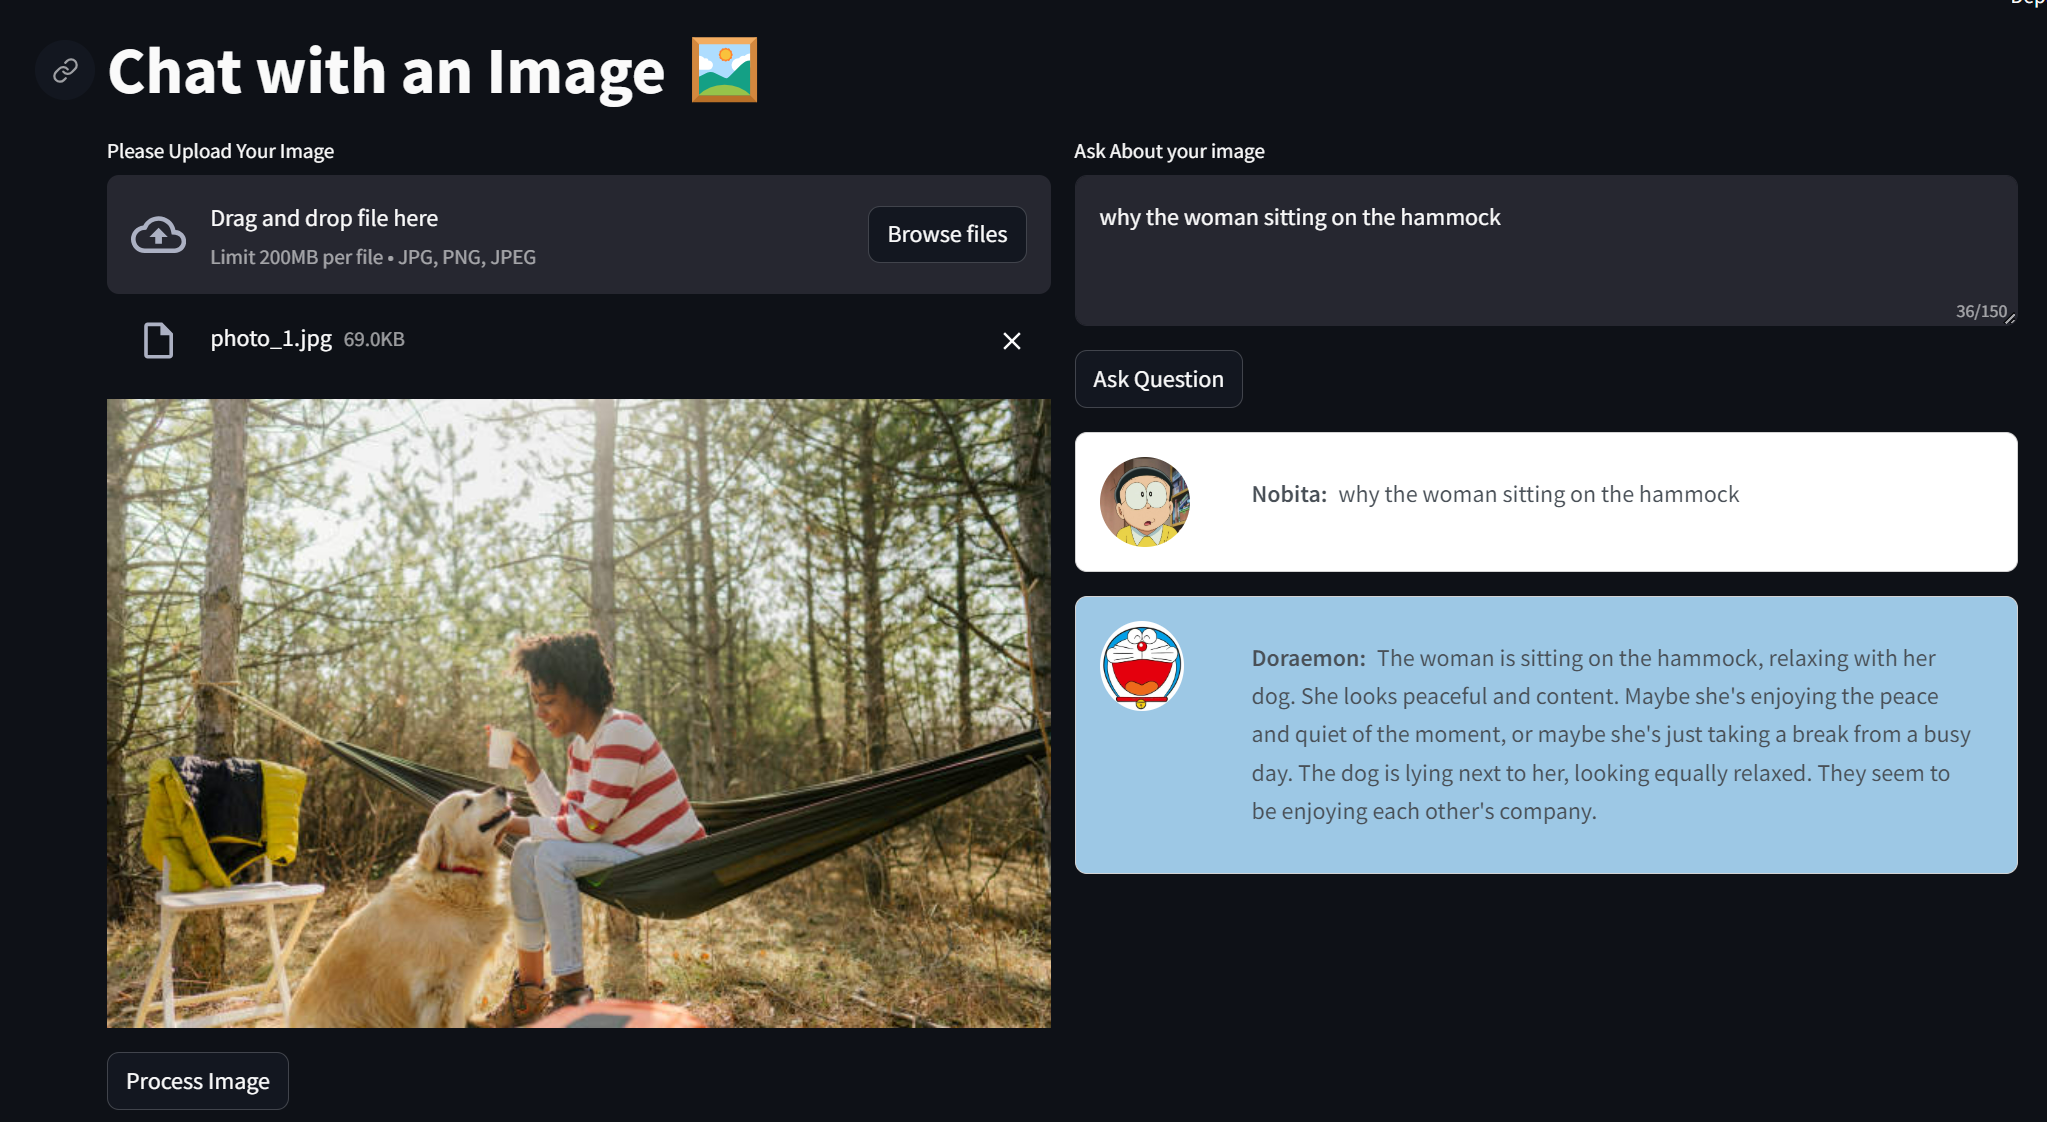 Chat with an Image
Please Upload Your Image
Drag and drop file here
Limit 200MB per file • JPG, PNG, JPEG
Browse files
photo_1.jpg 69.0KB
Process Image
Ask About your image
why the woman sitting on the hammock
36/150
Ask Question
Nobita: why the woman sitting on the hammock
Doraemon: The woman is sitting on the hammock, relaxing with her
dog. She looks peaceful and content. Maybe she's enjoying the peace
and quiet of the moment, or maybe she's just taking a break from a busy
day. The dog is lying next to her, looking equally relaxed. They seem to
be enjoying each other's company.